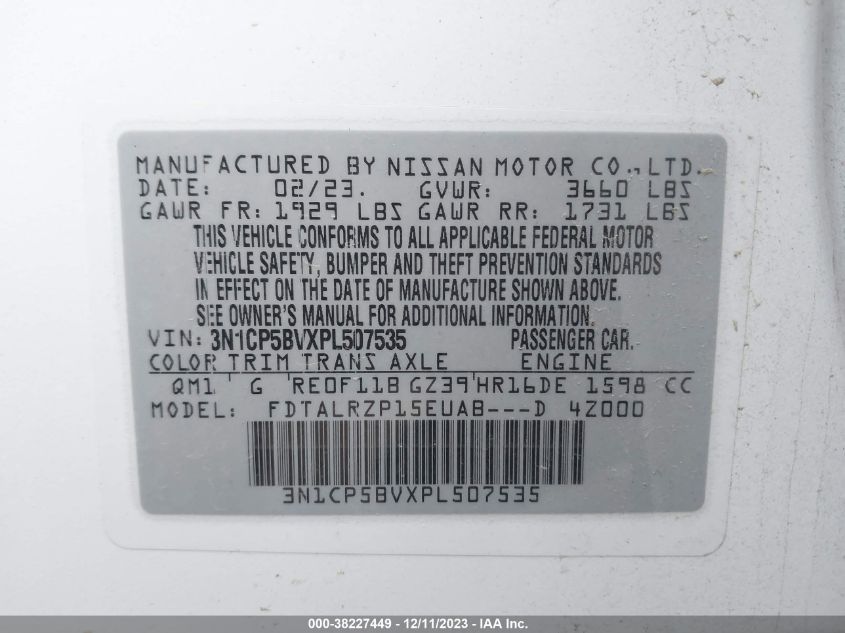 MANUFACTURED BY NISSAN MOTOR CO., LTD.
DATE: 02/23. GVWR: 3660 LBS
GAWR FR: 1929 LBS GAWR RR: 1731 LBS
THIS VEHICLE CONFORMS TO ALL APPLICABLE FEDERAL MOTOR
VEHICLE SAFETY, BUMPER AND THEFT PREVENTION STANDARDS
IN EFFECT ON THE DATE OF MANUFACTURE SHOWN ABOVE.
SEE OWNER'S MANUAL FOR ADDITIONAL INFORMATION.
VIN: 3N1CP5BVXPL507535 PASSENGER CAR.
COLOR TRIM TRANS AXLE ENGINE
QM1 G RE0F11B GZ39 HR16DE 1598 CC
MODEL: FDTALRZP15EUAB---D 4Z000
3N1CP5BVXPL507535
000-38227449 - 12/11/2023 - IAA Inc.